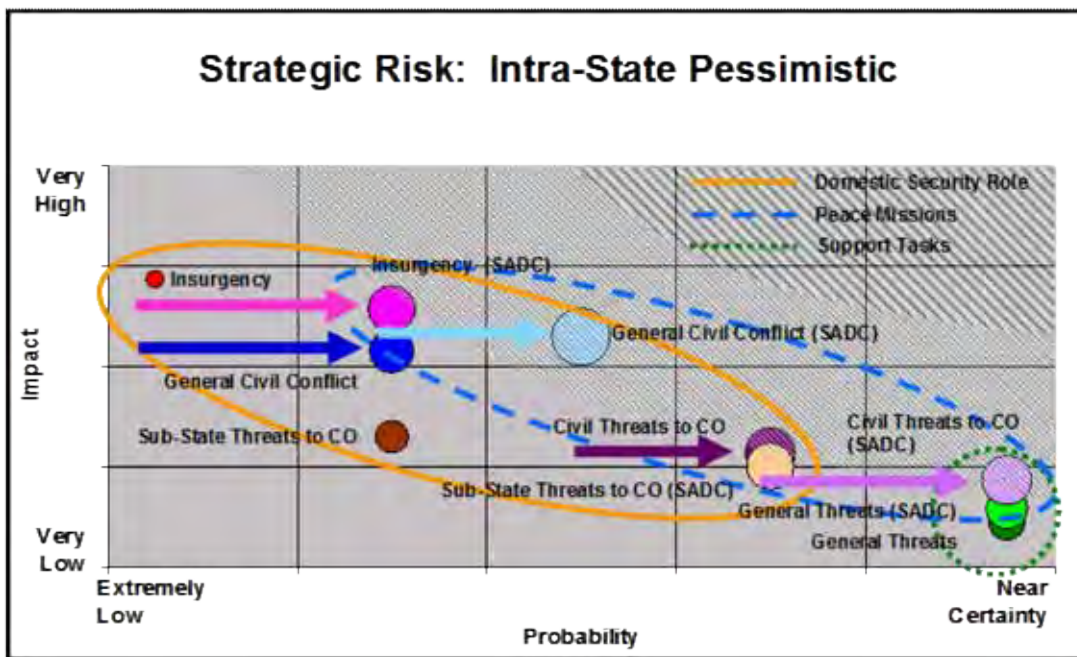 Strategic Risk:  Intra-State Pessimistic
Very
High
Domestic Security Role
Peace Missions
Support Tasks
Insurgency (SADC)
Insurgency
General Civil Conflict (SADC)
Impact
General Civil Conflict
Civil Threats to CO
Civil Threats to CO
(SADC)
Sub-State Threats to CO
Sub-State Threats to CO (SADC)
General Threats (SADC)
General Threats
Very
Low
Extremely
Low
Near
Certainty
Probability